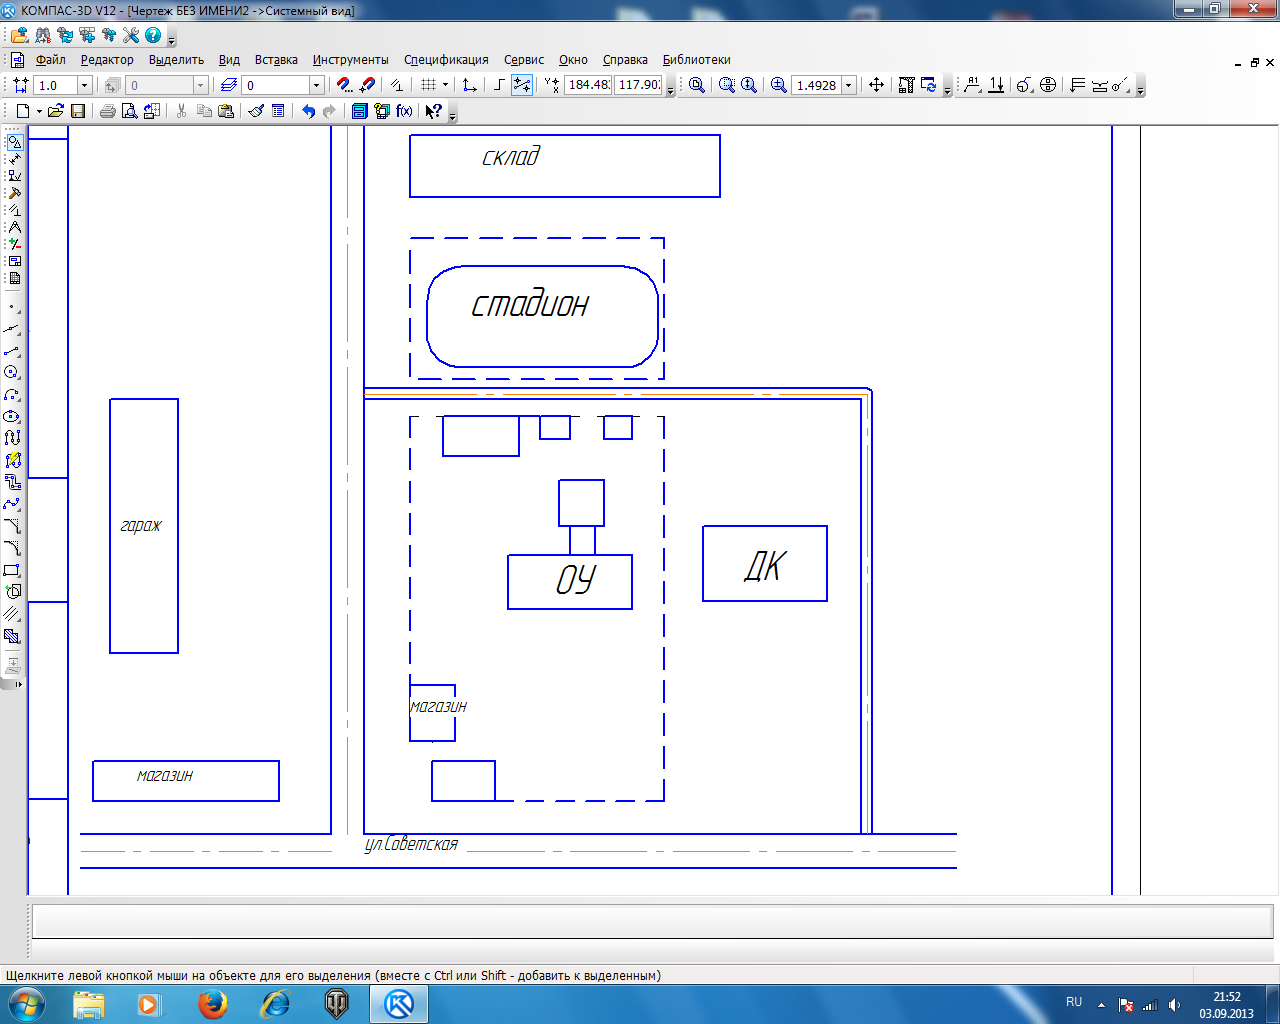 КОМПАС-3D V12 - [Чертеж БЕЗ ИМЕНИ2 ->Системный вид]
Файл Редактор Выделить Вид Вставка Инструменты Спецификация Сервис Окно Справка Библиотеки
1.0 0 0 184.48 117.90 1.4928
f(x)
склад
стадион
гараж
ОУ
ДК
магазин
магазин
ул.Советская
Щелкните левой кнопкой мыши на объекте для его выделения (вместе с Ctrl или Shift - добавить к выделенным)
RU
21:52
03.09.2013